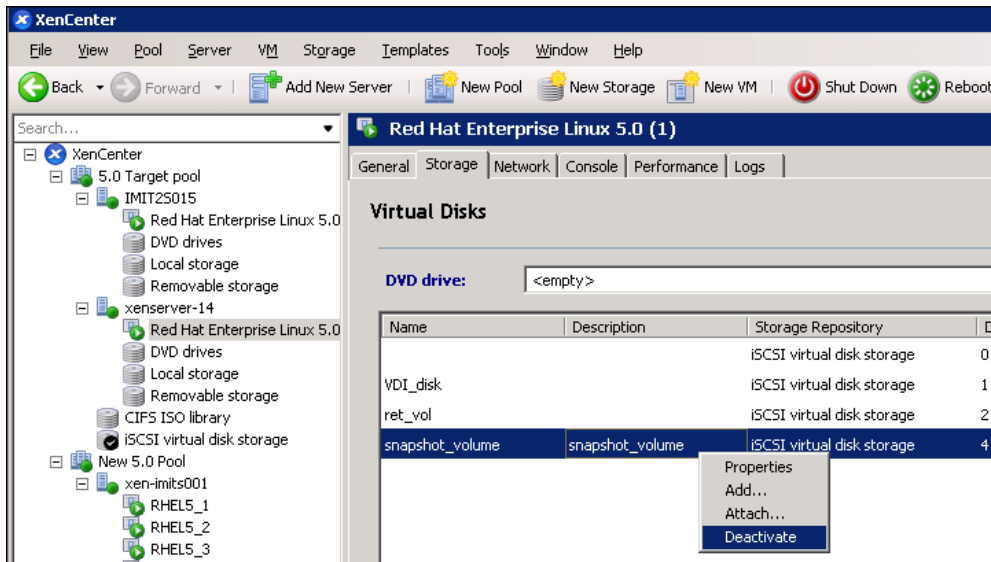 XenCenter
File View Pool Server VM Storage Templates Tools Window Help
Back Forward Add New Server New Pool New Storage New VM Shut Down Reboot
Search...
XenCenter
5.0 Target pool
IMIT2S015
Red Hat Enterprise Linux 5.0
DVD drives
Local storage
Removable storage
xenserver-14
Red Hat Enterprise Linux 5.0
DVD drives
Local storage
Removable storage
CIFS ISO library
iSCSI virtual disk storage
New 5.0 Pool
xen-imits001
RHEL5_1
RHEL5_2
RHEL5_3
Red Hat Enterprise Linux 5.0 (1)
General Storage Network Console Performance Logs
Virtual Disks
DVD drive: <empty>
Name Description Storage Repository
iSCSI virtual disk storage 0
VDI_disk iSCSI virtual disk storage 1
ret_vol iSCSI virtual disk storage 2
snapshot_volume snapshot_volume iSCSI virtual disk storage 4
Properties
Add...
Attach...
Deactivate